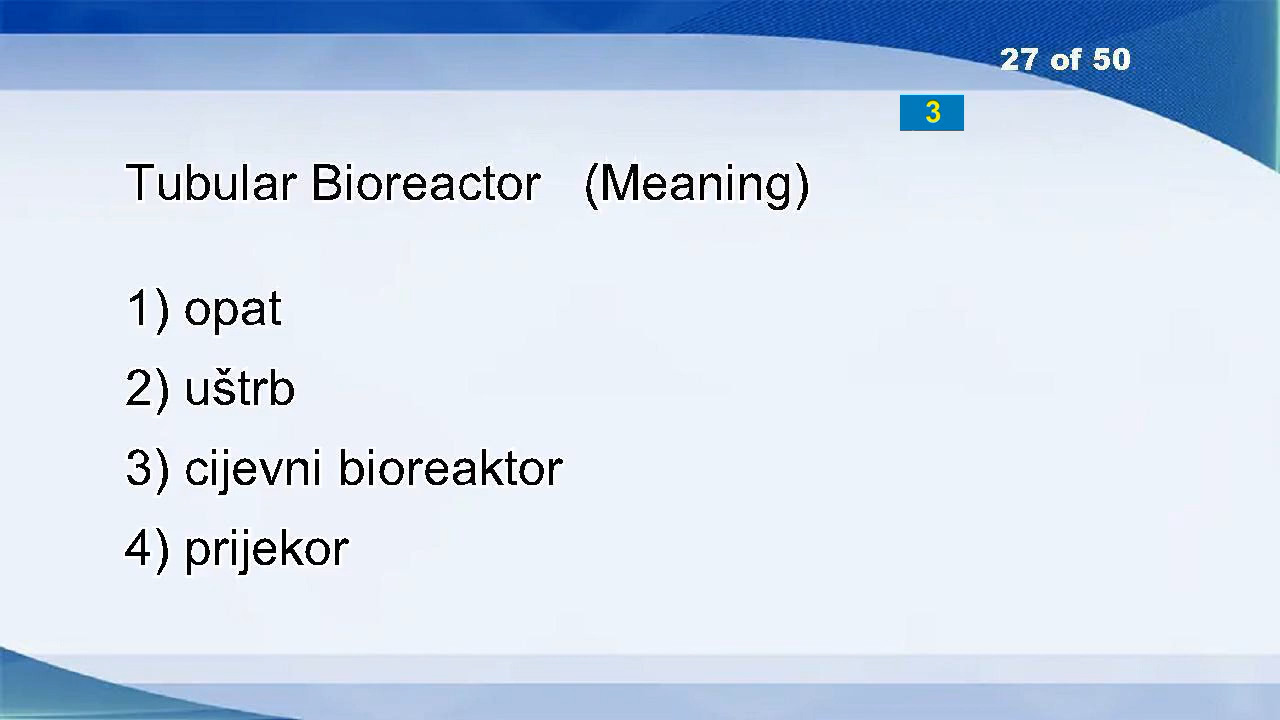 27 of 50
3
Tubular Bioreactor (Meaning)
1) opat
2) uštrb
3) cijevni bioreaktor
4) prijekor